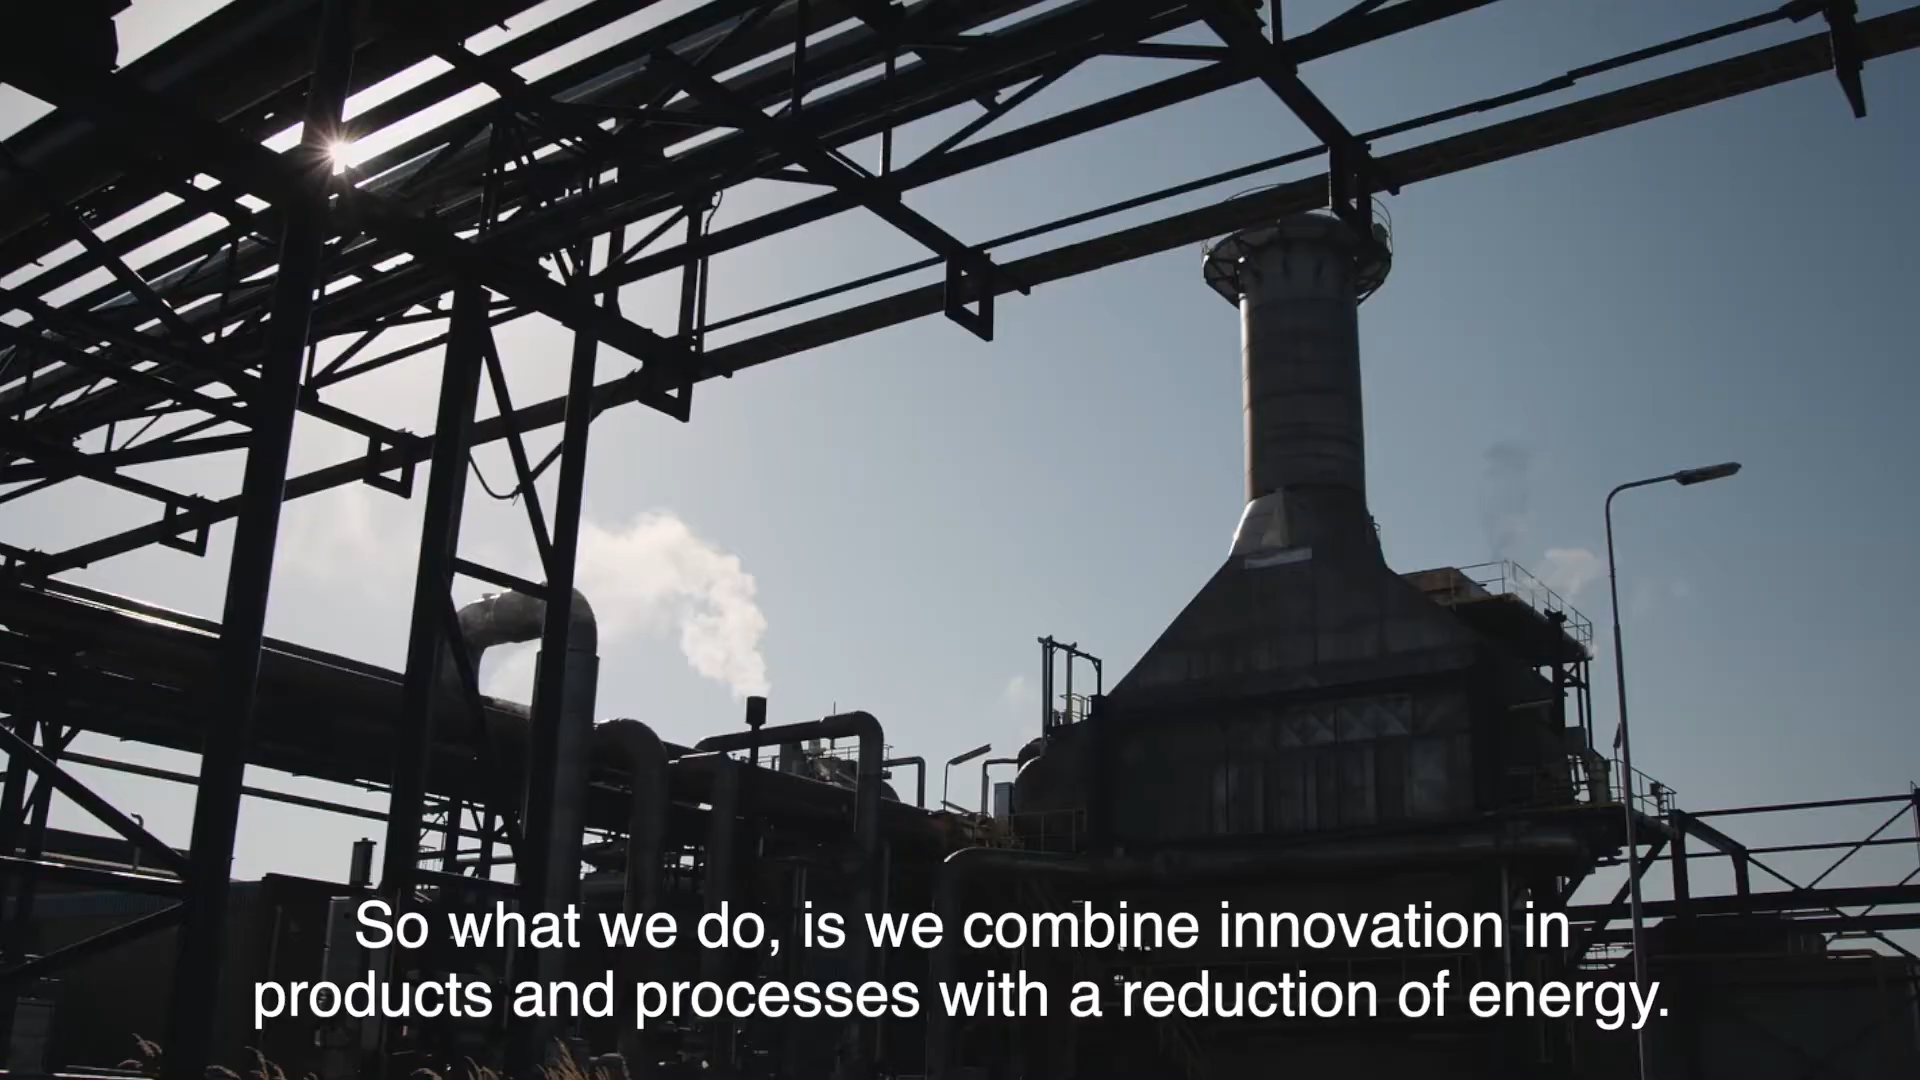 So what we do, is we combine innovation in
products and processes with a reduction of energy.